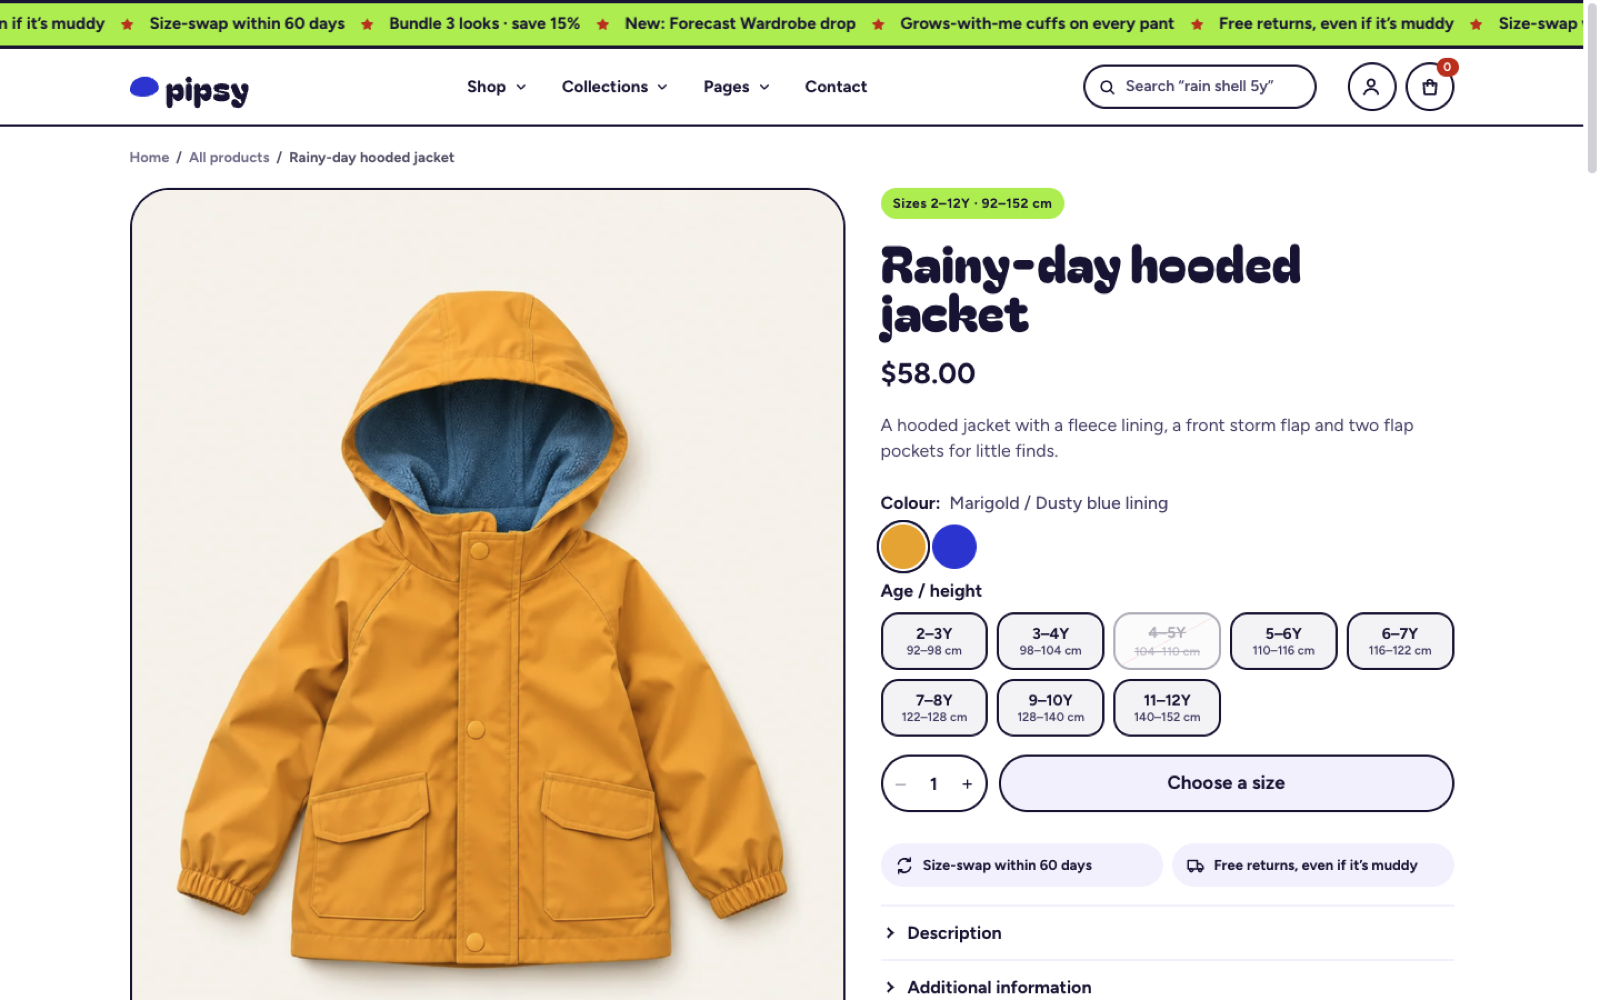 n if it’s muddy ★ Size-swap within 60 days ★ Bundle 3 looks · save 15% ★ New: Forecast Wardrobe drop ★ Grows-with-me cuffs on every pant ★ Free returns, even if it’s muddy ★ Size-swap
pipsy
Shop
Collections
Pages
Contact
Search “rain shell 5y”
0
Home / All products / Rainy-day hooded jacket
Sizes 2–12Y · 92–152 cm
Rainy-day hooded
jacket
$58.00
A hooded jacket with a fleece lining, a front storm flap and two flap
pockets for little finds.
Colour: Marigold / Dusty blue lining
Age / height
2–3Y
92–98 cm
3–4Y
98–104 cm
4–5Y
104–110 cm
5–6Y
110–116 cm
6–7Y
116–122 cm
7–8Y
122–128 cm
9–10Y
128–140 cm
11–12Y
140–152 cm
− 1 +
Choose a size
Size-swap within 60 days
Free returns, even if it’s muddy
Description
Additional information